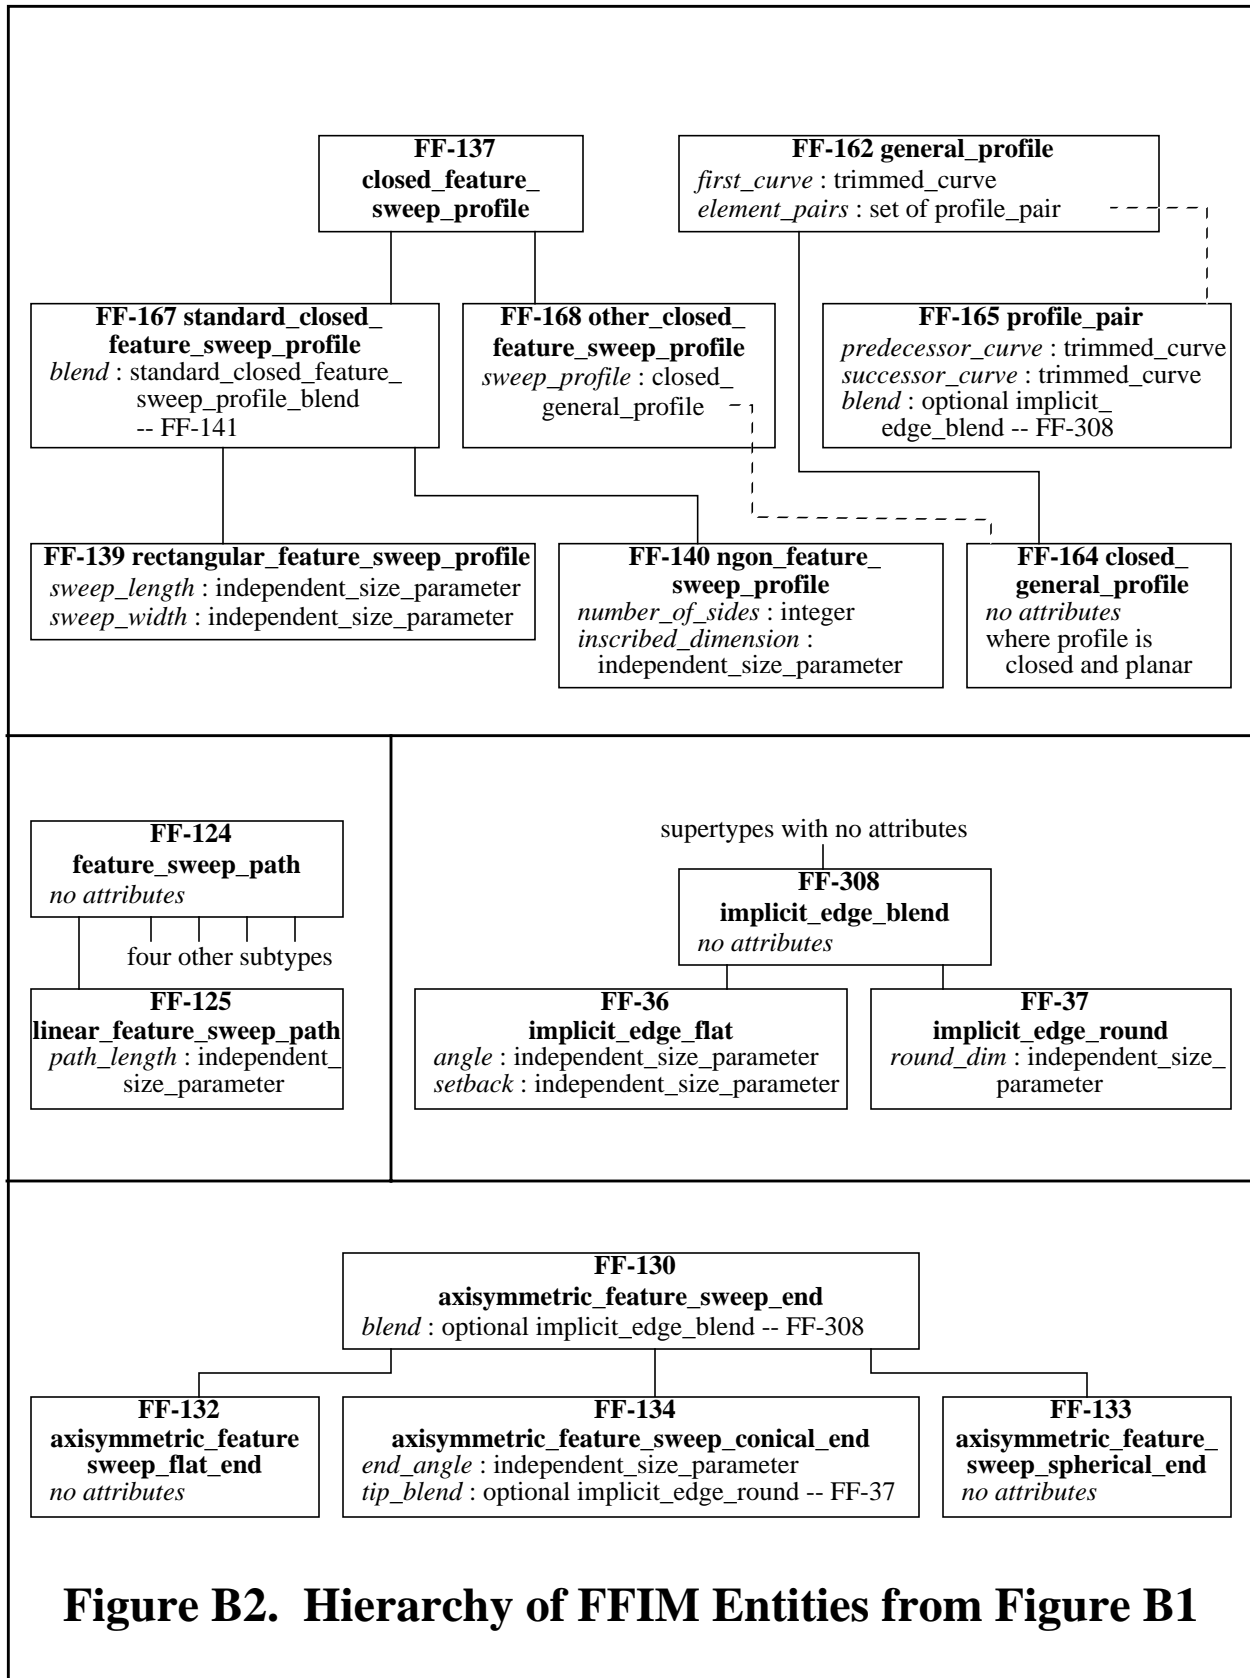 FF-137
closed_feature_
sweep_profile
FF-162 general_profile
first_curve : trimmed_curve
element_pairs : set of profile_pair
FF-167 standard_closed_
feature_sweep_profile
blend : standard_closed_feature_
sweep_profile_blend
-- FF-141
FF-168 other_closed_
feature_sweep_profile
sweep_profile : closed_
general_profile
FF-165 profile_pair
predecessor_curve : trimmed_curve
successor_curve : trimmed_curve
blend : optional implicit_
edge_blend -- FF-308
FF-139 rectangular_feature_sweep_profile
sweep_length : independent_size_parameter
sweep_width : independent_size_parameter
FF-140 ngon_feature_
sweep_profile
number_of_sides : integer
inscribed_dimension :
independent_size_parameter
FF-164 closed_
general_profile
no attributes
where profile is
closed and planar
FF-124
feature_sweep_path
no attributes
four other subtypes
FF-125
linear_feature_sweep_path
path_length : independent_
size_parameter
supertypes with no attributes
FF-308
implicit_edge_blend
no attributes
FF-36
implicit_edge_flat
angle : independent_size_parameter
setback : independent_size_parameter
FF-37
implicit_edge_round
round_dim : independent_size_
parameter
FF-130
axisymmetric_feature_sweep_end
blend : optional implicit_edge_blend -- FF-308
FF-132
axisymmetric_feature
sweep_flat_end
no attributes
FF-134
axisymmetric_feature_sweep_conical_end
end_angle : independent_size_parameter
tip_blend : optional implicit_edge_round -- FF-37
FF-133
axisymmetric_feature_
sweep_spherical_end
no attributes
Figure B2. Hierarchy of FFIM Entities from Figure B1